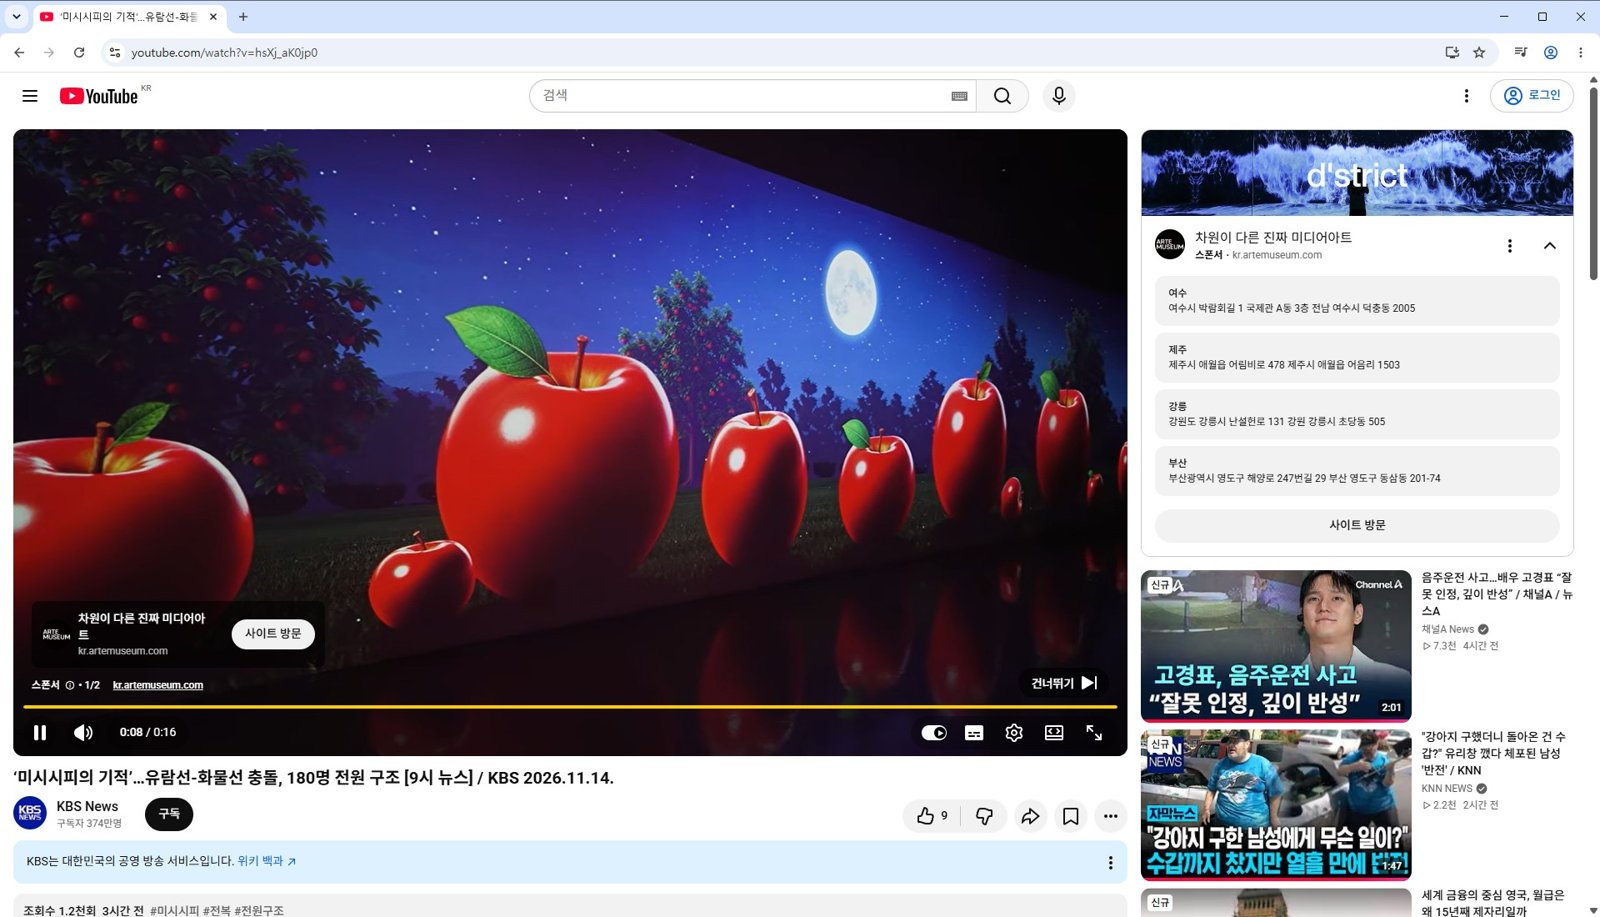 '미시시피의 기적'...유람선-화물
youtube.com/watch?v=hsXj_aK0jp0
YouTube KR
검색
로그인
차원이 다른 진짜 미디어아트
kr.artemuseum.com
ARTE MUSEUM
사이트 방문
스폰서 · 1/2 kr.artemuseum.com
건너뛰기
0:08 / 0:16
'미시시피의 기적'...유람선-화물선 충돌, 180명 전원 구조 [9시 뉴스] / KBS 2026.11.14.
KBS NEWS
KBS News
구독자 374만명
구독
9
KBS는 대한민국의 공영 방송 서비스입니다. 위키 백과
조회수 1.2천회 3시간 전 #미시시피 #전복 #전원구조
d'strict
ARTE MUSEUM
차원이 다른 진짜 미디어아트
스폰서 · kr.artemuseum.com
여수
여수시 박람회길 1 국제관 A동 3층 전남 여수시 덕충동 2005
제주
제주시 애월읍 어림비로 478 제주시 애월읍 어음리 1503
강릉
강원도 강릉시 난설헌로 131 강원 강릉시 초당동 505
부산
부산광역시 영도구 해양로 247번길 29 부산 영도구 동삼동 201-74
사이트 방문
신규
Channel A
고경표, 음주운전 사고
“잘못 인정, 깊이 반성”
2:01
음주운전 사고...배우 고경표 “잘
못 인정, 깊이 반성” / 채널A / 뉴
스A
채널A News
7.3천 4시간 전
신규
NEWS
자막뉴스
"강아지 구한 남성에게 무슨 일이?"
수갑까지 찼지만 열흘 만에 반전!
1:47
"강아지 구했더니 돌아온 건 수
갑?" 유리창 깼다 체포된 남성
'반전' / KNN
KNN NEWS
2.2천 2시간 전
신규
세계 금융의 중심 영국, 월급은
왜 15년째 제자리일까